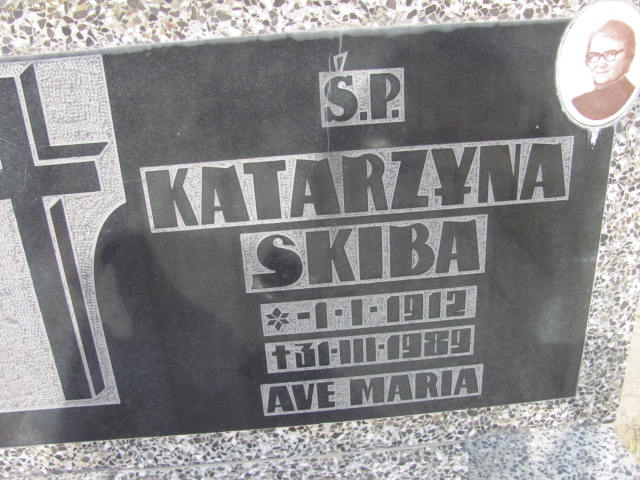 Ś.P.
KATARZYNA
SKIBA
*-1-I-1912
†31-III-1989
AVE MARIA